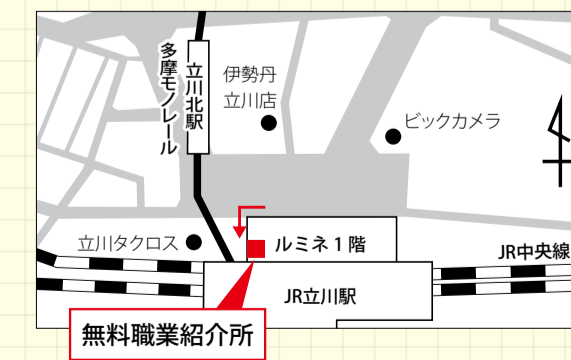 多摩モノレール
立川北駅
伊勢丹
立川店
ビックカメラ
立川タクロス
ルミネ1階
JR中央線
JR立川駅
無料職業紹介所